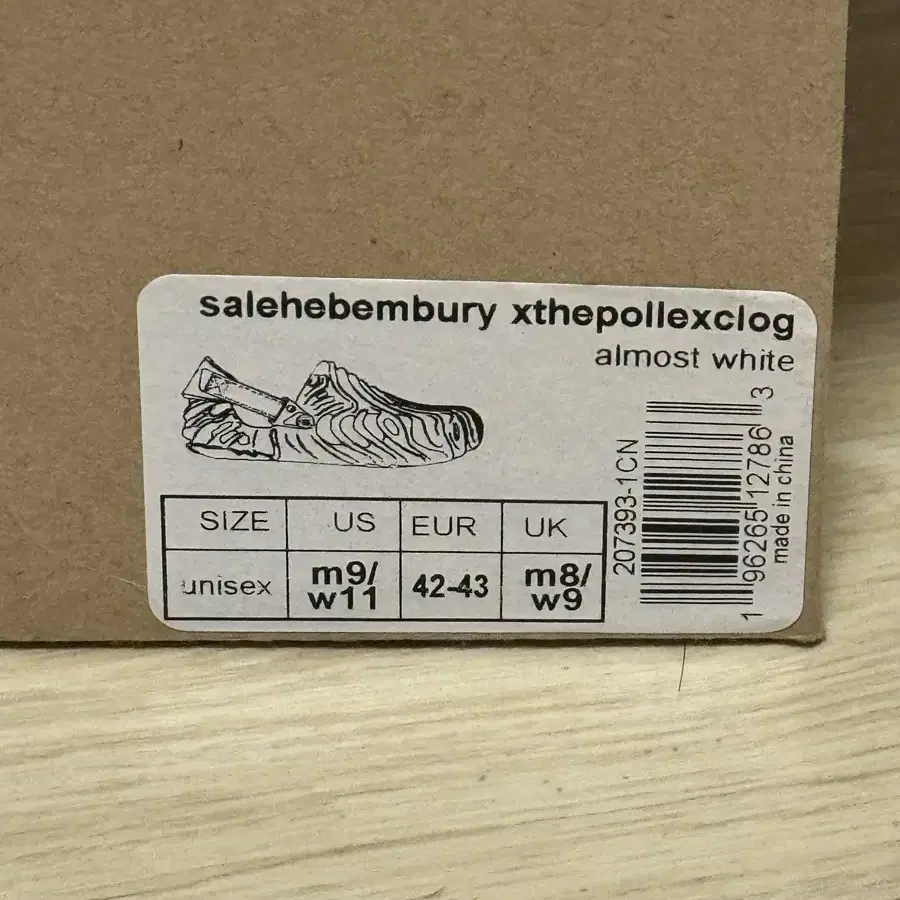 salehebembury xthepollexclog
almost white
SIZE US EUR UK
unisex m9/w11 42-43 m8/w9
207393-1CN
1 96265 12786 3
made in china